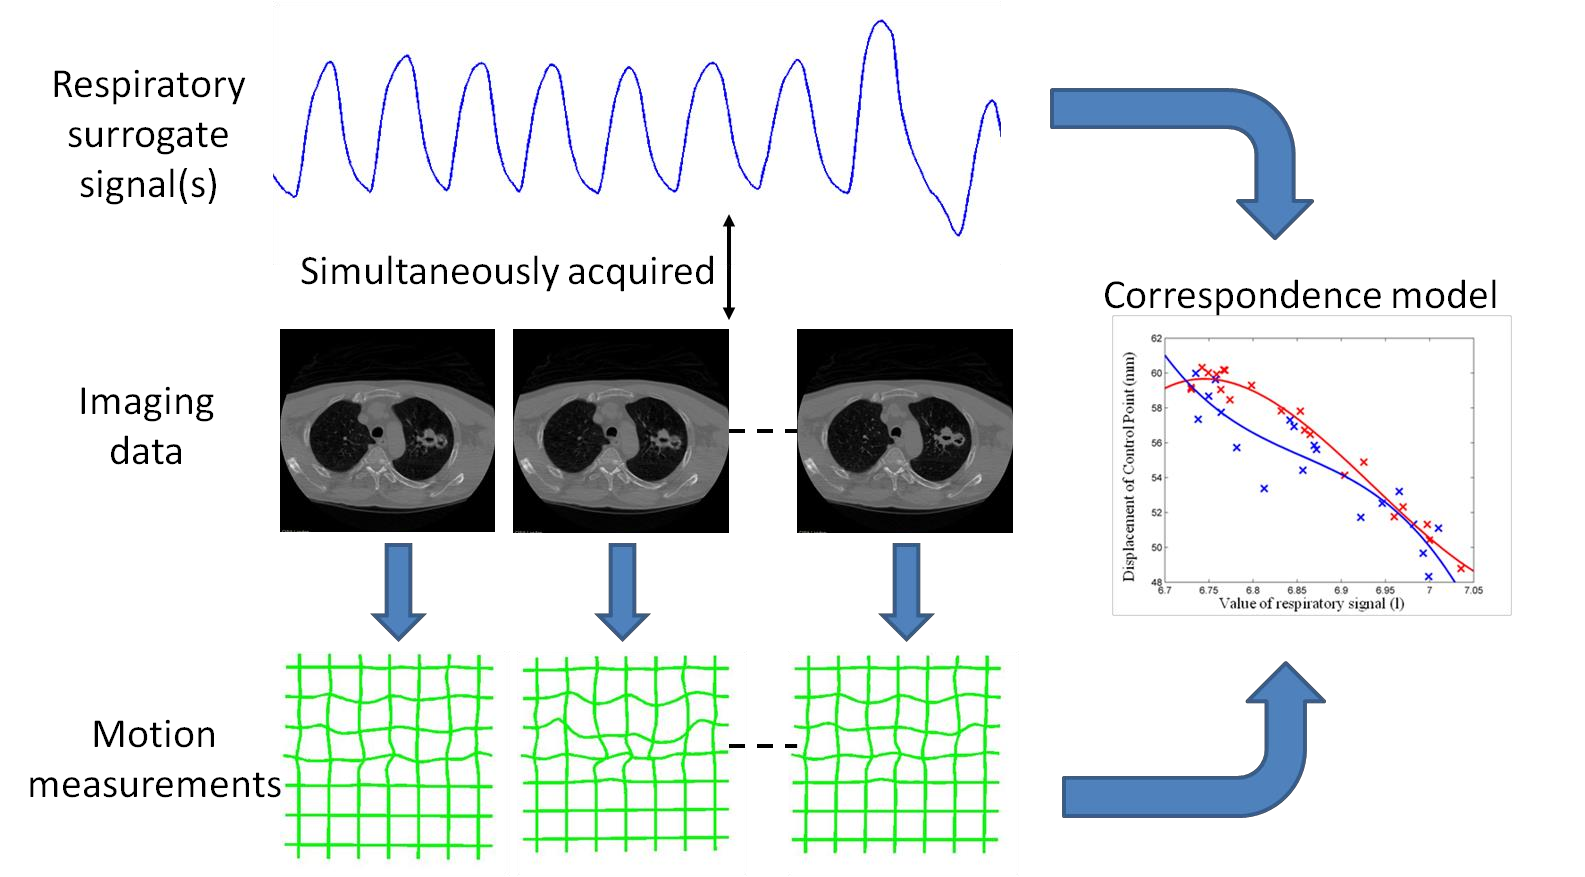 Respiratory
surrogate
signal(s)
Simultaneously acquired
Imaging
data
Motion
measurements
Correspondence model
Displacement of Control Point (mm)
62
60
58
56
54
52
50
48
6.7 6.75 6.8 6.85 6.9 6.95 7 7.05
Value of respiratory signal (l)